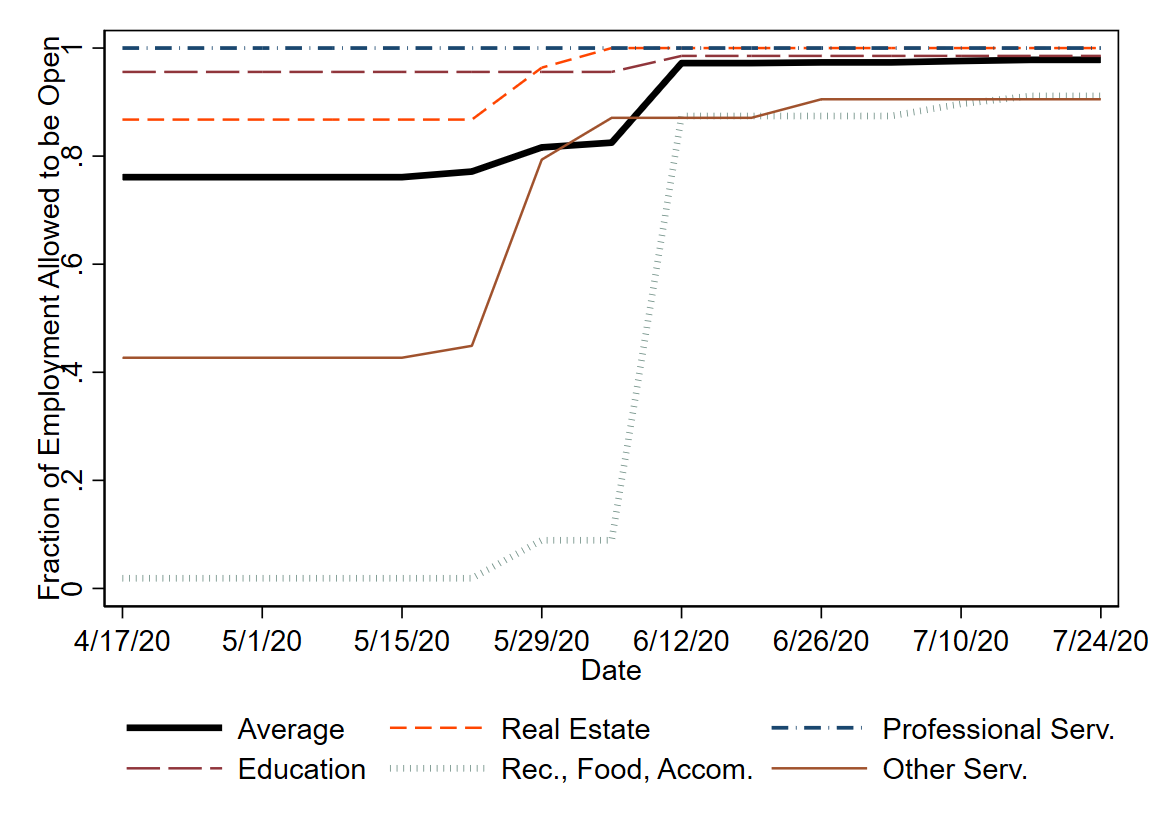 Fraction of Employment Allowed to be Open
1
.8
.6
.4
.2
0
4/17/20 5/1/20 5/15/20 5/29/20 6/12/20 6/26/20 7/10/20 7/24/20
Date
Average Real Estate Professional Serv.
Education Rec., Food, Accom. Other Serv.